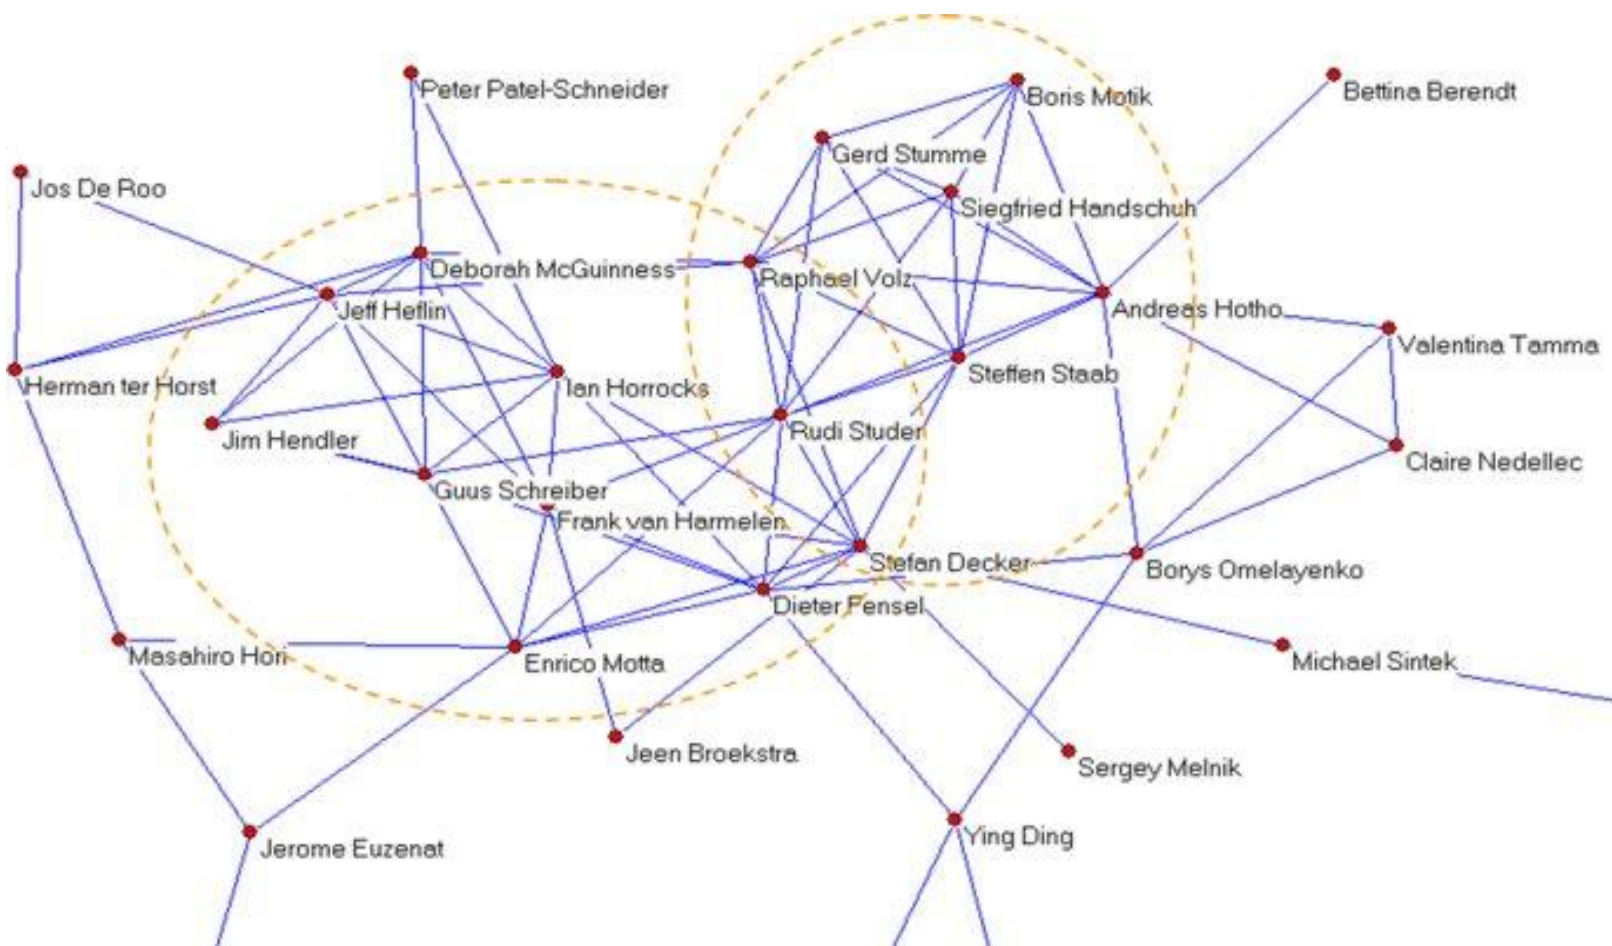 Peter Patel-Schneider
Boris Motik
Bettina Berendt
Gerd Stumme
Jos De Roo
Siegfried Handschuh
Deborah McGuinness
Raphael Volz
Jeff Heflin
Andreas Hotho
Valentina Tamma
Herman ter Horst
Ian Horrocks
Steffen Staab
Jim Hendler
Rudi Studer
Claire Nedellec
Guus Schreiber
Frank van Harmelen
Stefan Decker
Borys Omelayenko
Dieter Fensel
Masahiro Hori
Enrico Motta
Michael Sintek
Jeen Broekstra
Sergey Melnik
Jerome Euzenat
Ying Ding